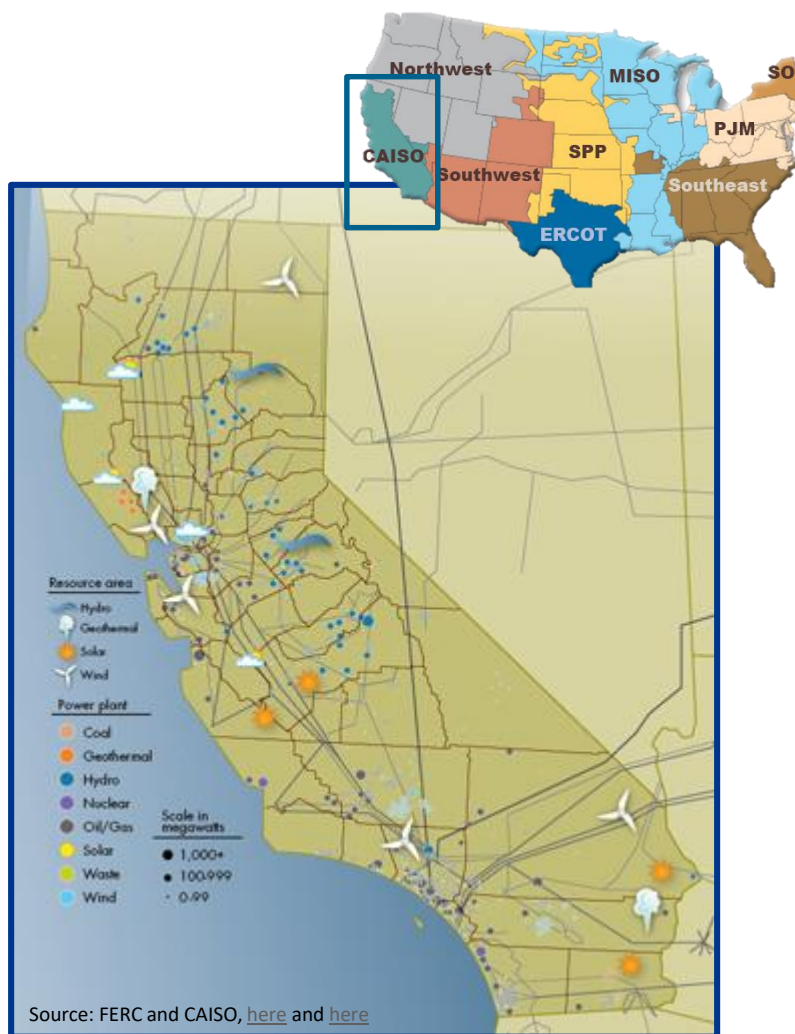 Northwest
MISO
SO
PJM
CAISO
SPP
Southwest
Southeast
ERCOT
Resource area
Hydro
Geothermal
Solar
Wind
Power plant
Coal
Geothermal
Hydro
Nuclear
Oil/Gas
Solar
Waste
Wind
Scale in
megawatts
1,000+
100-999
0-99
Source: FERC and CAISO, here and here